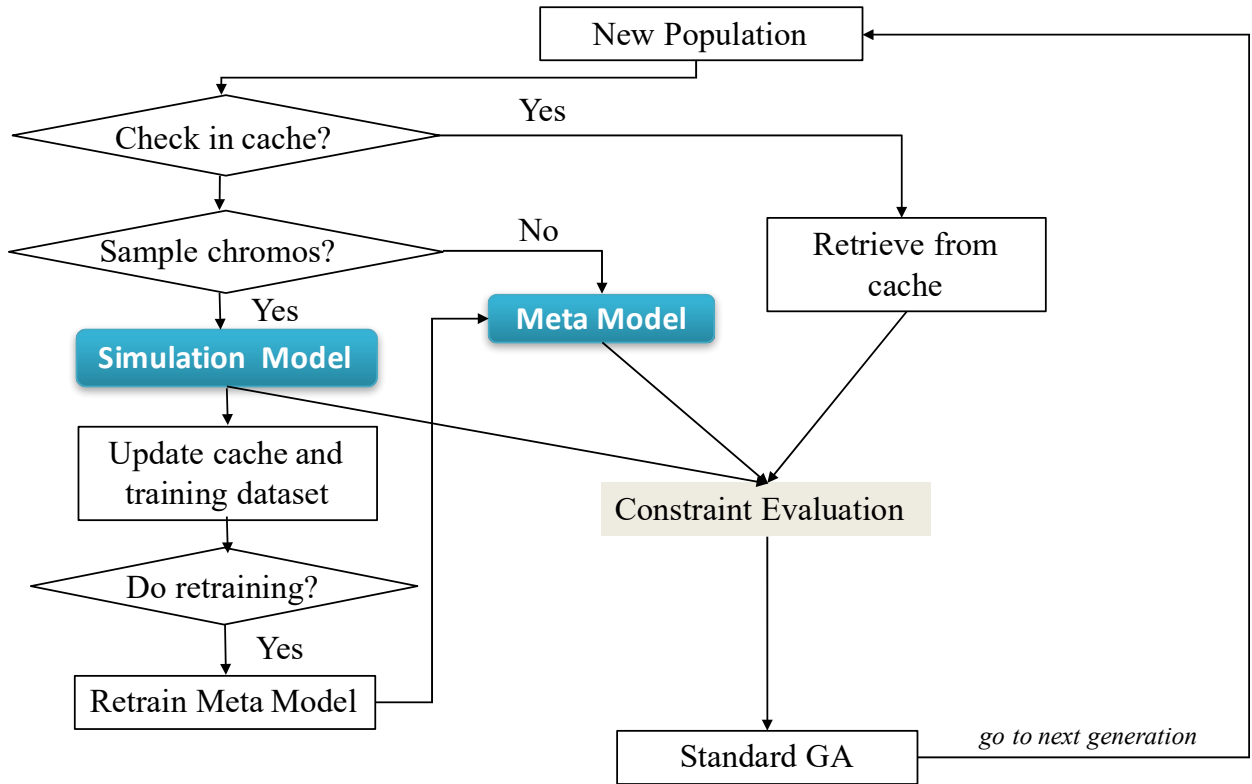 New Population
Check in cache?
Yes
Sample chromos?
No
Retrieve from
cache
Yes
Meta Model
Simulation Model
Update cache and
training dataset
Constraint Evaluation
Do retraining?
Yes
Retrain Meta Model
Standard GA
go to next generation